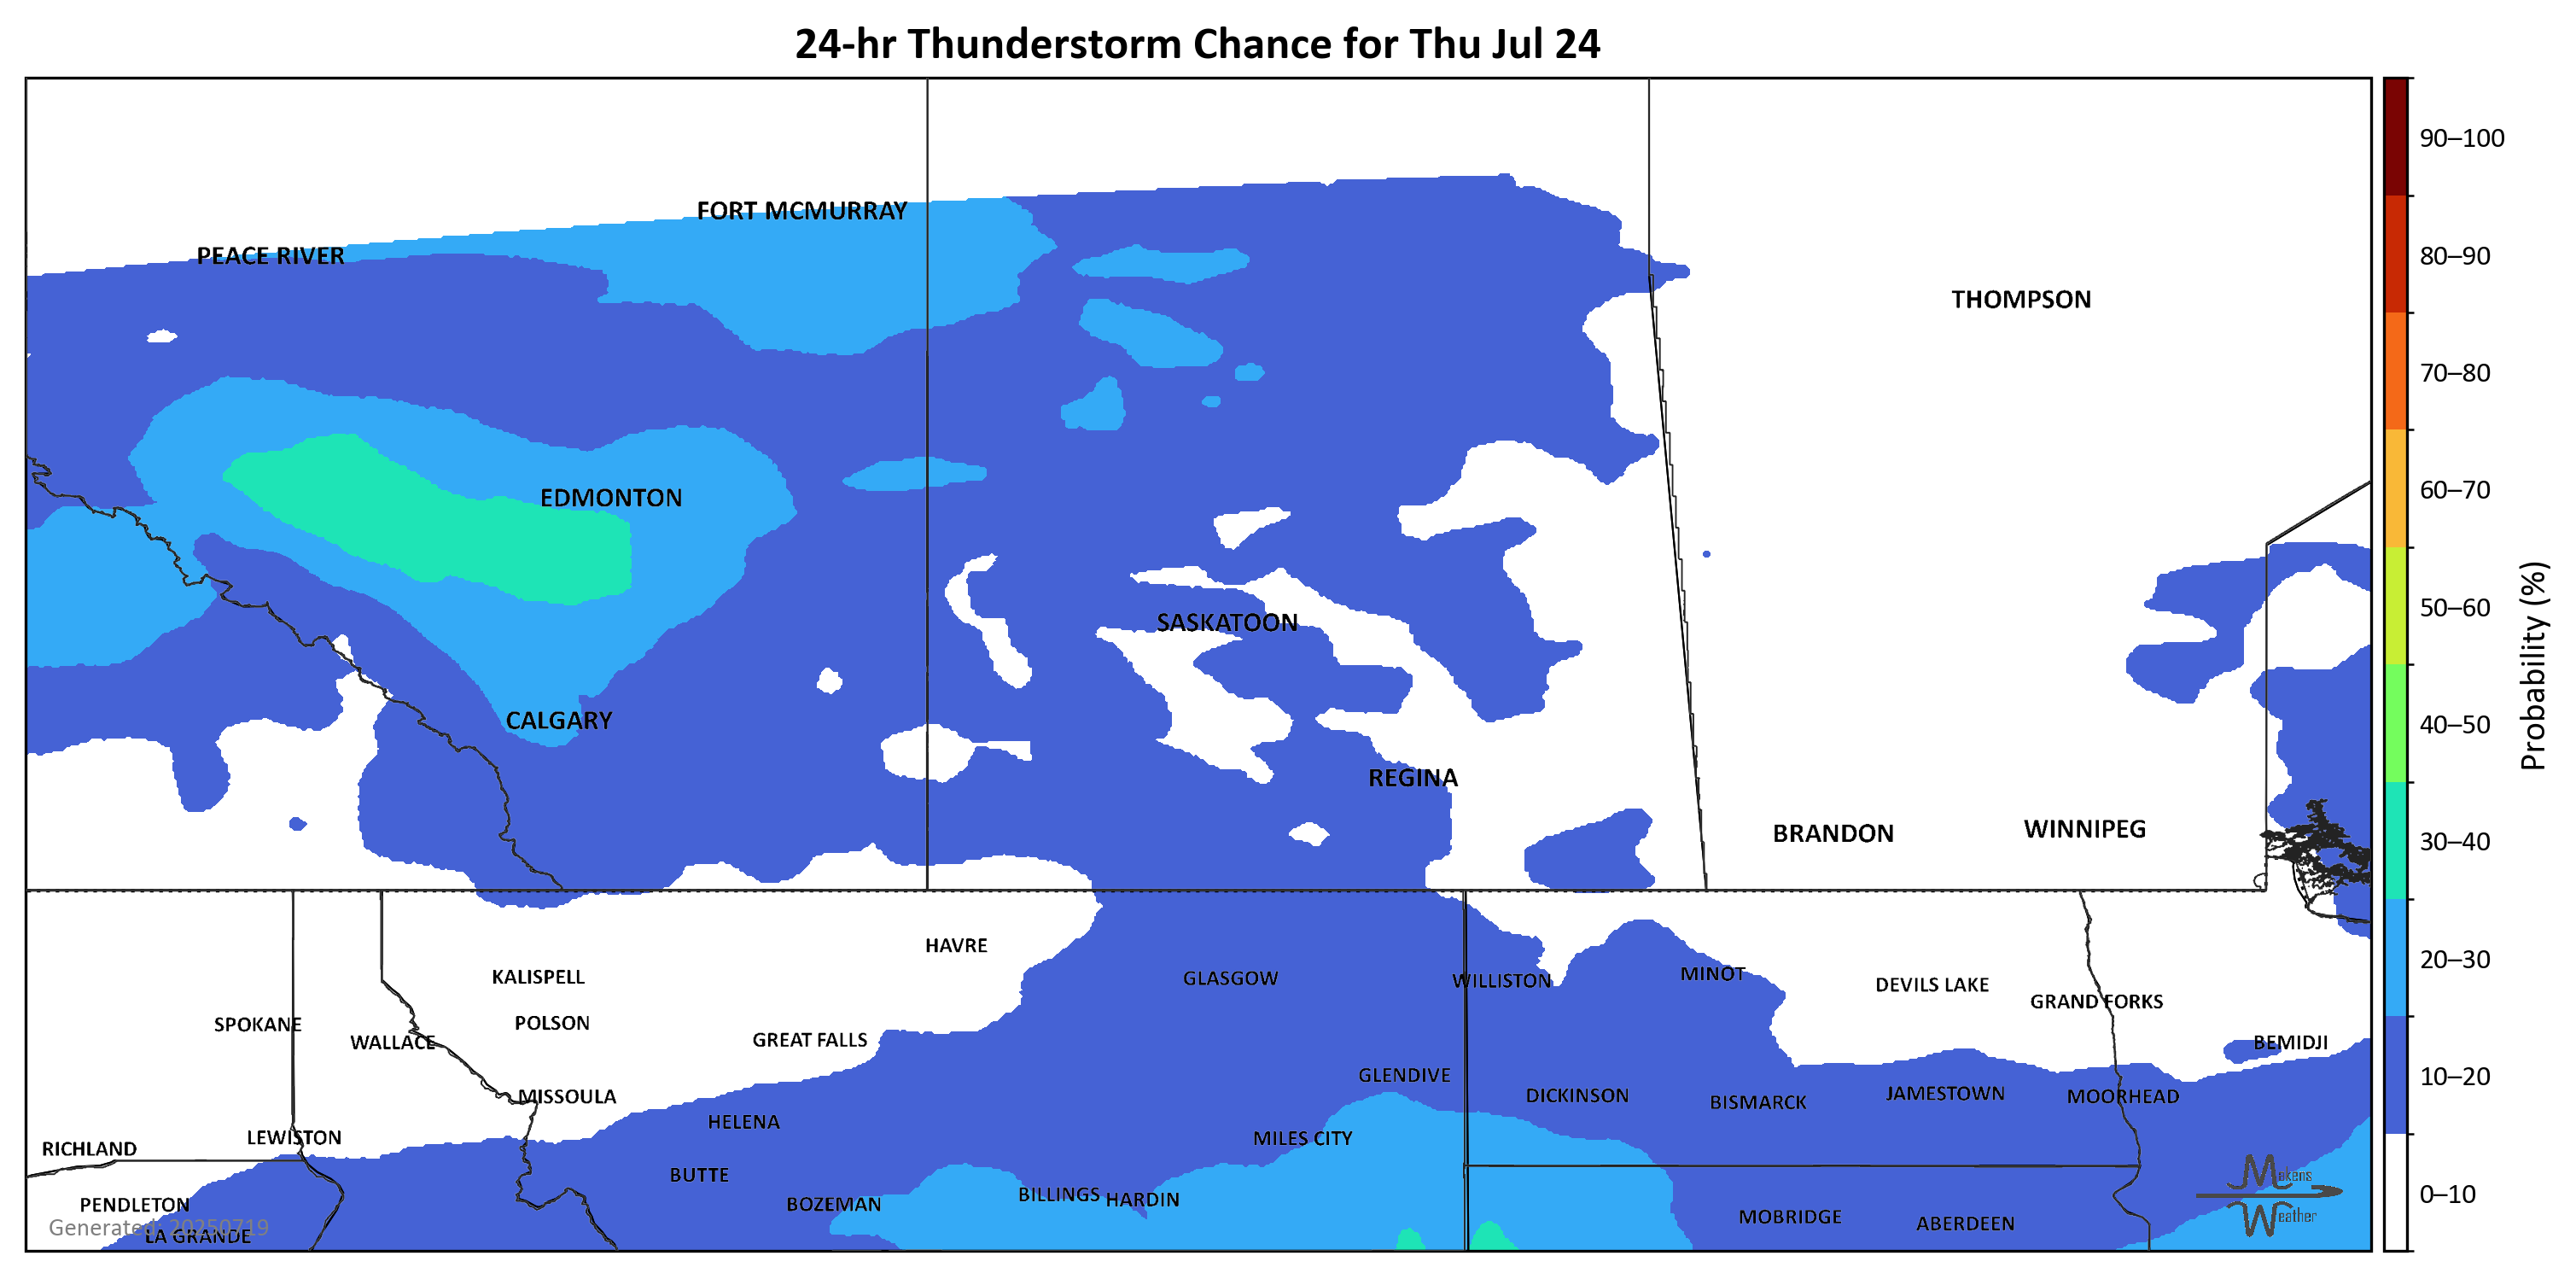 24-hr Thunderstorm Chance for Thu Jul 24
90–100
FORT MCMURRAY
PEACE RIVER
80–90
THOMPSON
70–80
60–70
EDMONTON
50–60
SASKATOON
Probability (%)
CALGARY
40–50
REGINA
BRANDON
WINNIPEG
30–40
HAVRE
20–30
KALISPELL
GLASGOW
WILLISTON
MINOT
DEVILS LAKE
GRAND FORKS
SPOKANE
POLSON
WALLACE
GREAT FALLS
BEMIDJI
GLENDIVE
10–20
MISSOULA
DICKINSON
BISMARCK
JAMESTOWN
MOORHEAD
HELENA
LEWISTON
MILES CITY
RICHLAND
BUTTE
Makens
Weather
BILLINGS
HARDIN
0–10
PENDLETON
BOZEMAN
MOBRIDGE
ABERDEEN
Generated: 20250719
LA GRANDE